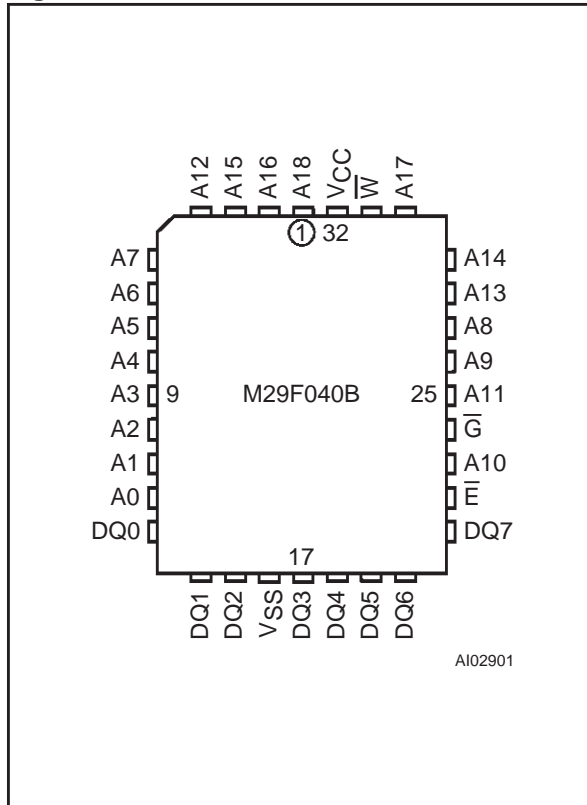 A12 A15 A16 A18 VCC W̅ A17
1 32
A7 A14
A6 A13
A5 A8
A4 A9
A3 9 M29F040B 25 A11
A2 G̅
A1 A10
A0 E̅
DQ0 DQ7
17
DQ1 DQ2 VSS DQ3 DQ4 DQ5 DQ6
AI02901